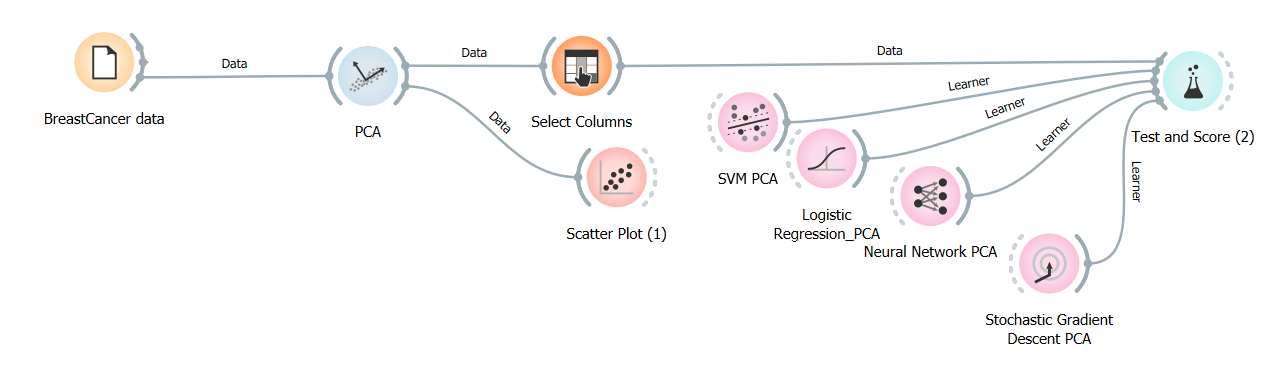 Data
Data
Data
Data
Learner
Learner
Learner
Learner
BreastCancer data
PCA
Select Columns
Scatter Plot (1)
SVM PCA
Logistic
Regression_PCA
Neural Network PCA
Stochastic Gradient
Descent PCA
Test and Score (2)